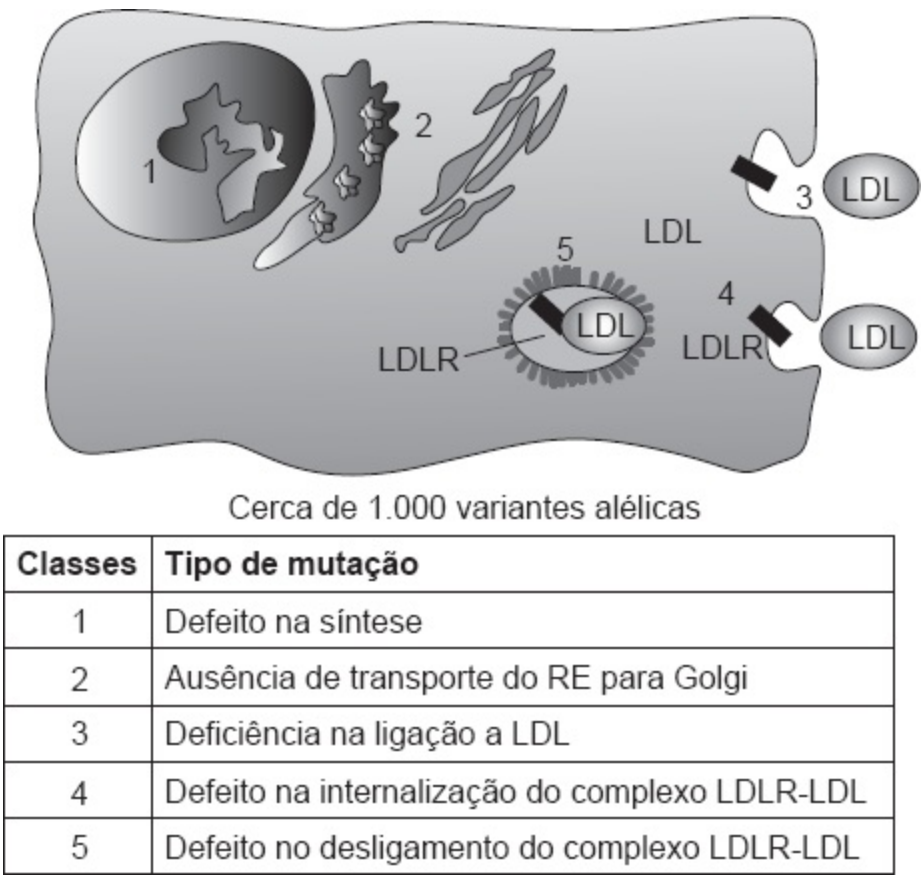 1
2
3
LDL
LDL
5
4
LDL
LDLR
LDLR
LDL
Cerca de 1.000 variantes alélicas
Classes Tipo de mutação
1 Defeito na síntese
2 Ausência de transporte do RE para Golgi
3 Deficiência na ligação a LDL
4 Defeito na internalização do complexo LDLR-LDL
5 Defeito no desligamento do complexo LDLR-LDL